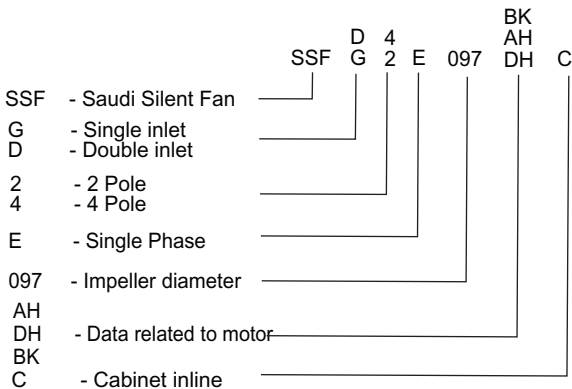 BK
D 4 AH
SSF G 2 E 097 DH C
SSF - Saudi Silent Fan
G - Single inlet
D - Double inlet
2 - 2 Pole
4 - 4 Pole
E - Single Phase
097 - Impeller diameter
AH
DH - Data related to motor
BK
C - Cabinet inline